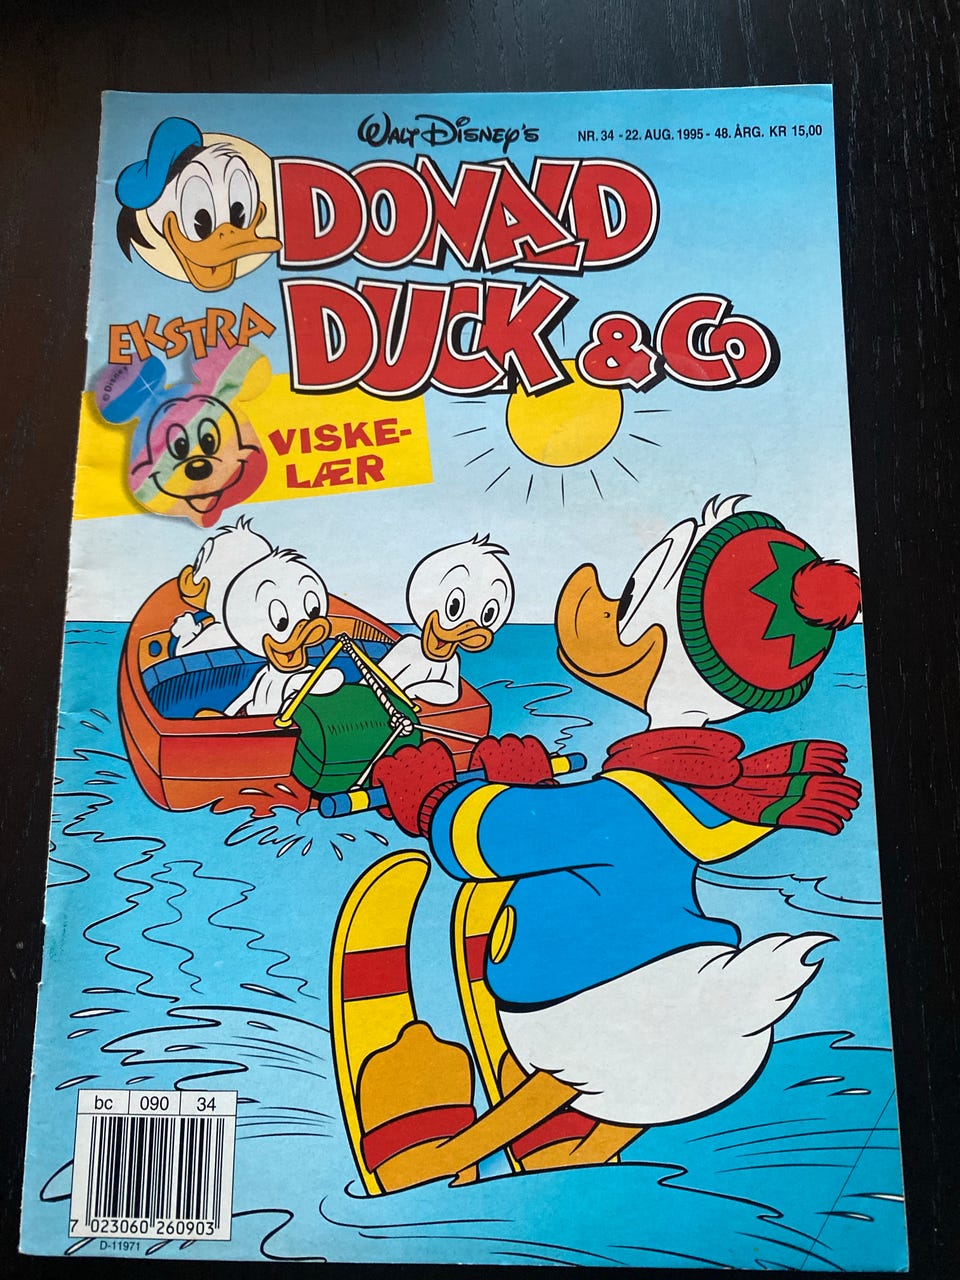 Walt Disney's
NR. 34 - 22. AUG. 1995 - 48. ÅRG. KR 15,00
DONALD
DUCK & CO
EKSTRA
© Disney
VISKE-
LÆR
bc 090 34
7 023060 260903
D-11971